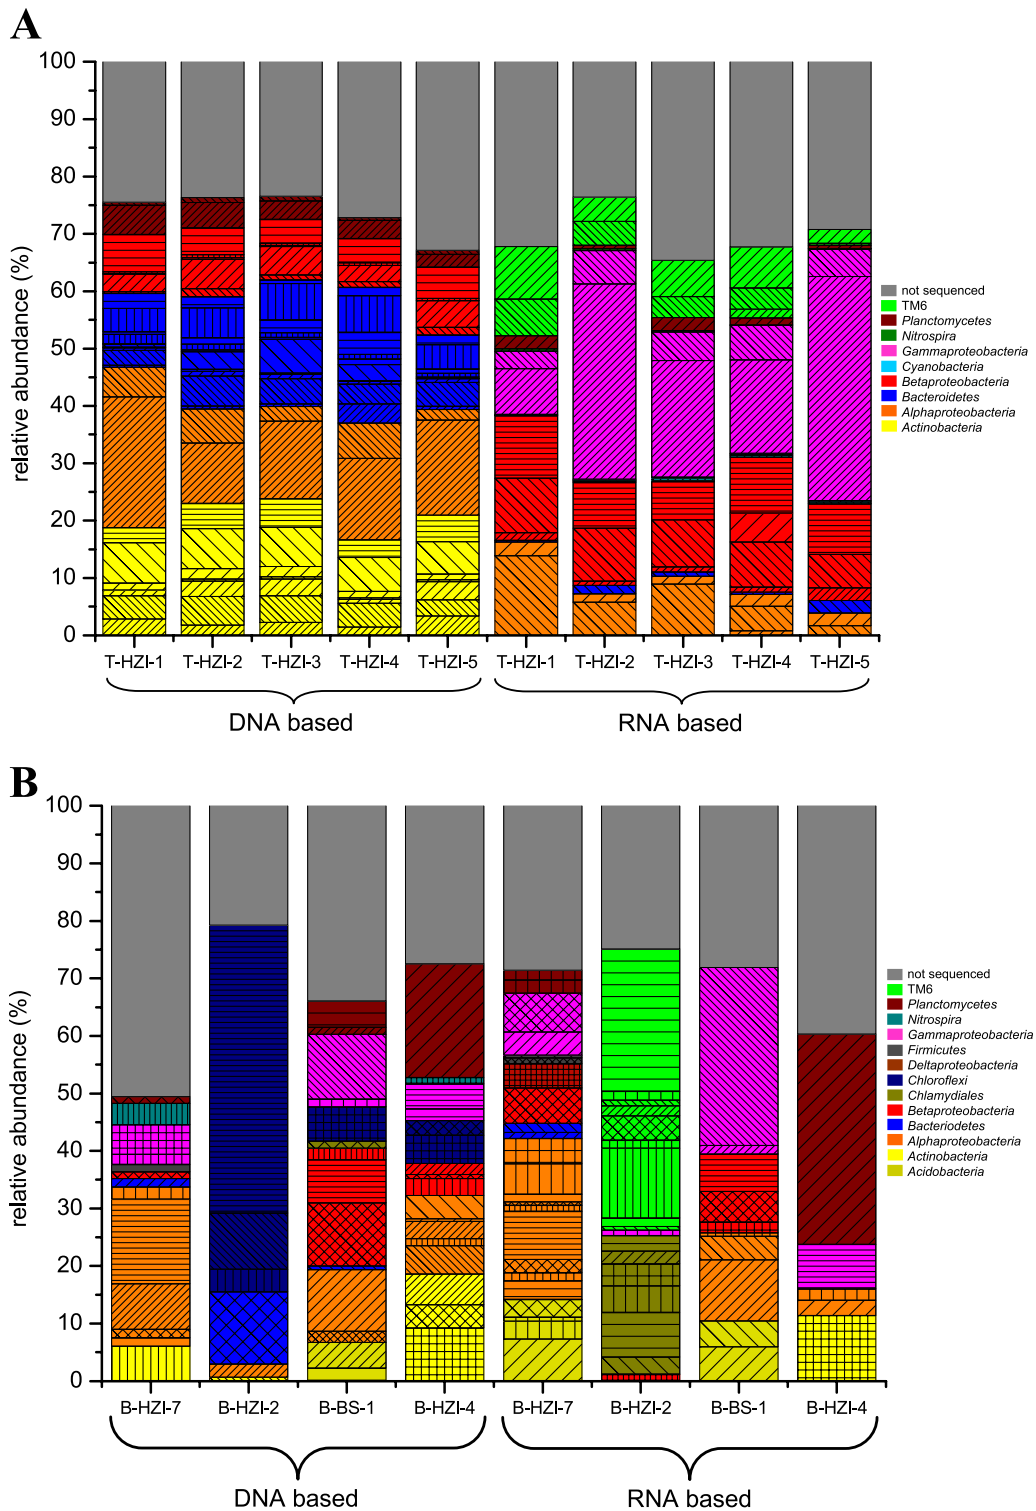 A
relative abundance (%)
100
90
80
70
60
50
40
30
20
10
0
T-HZI-1 T-HZI-2 T-HZI-3 T-HZI-4 T-HZI-5 T-HZI-1 T-HZI-2 T-HZI-3 T-HZI-4 T-HZI-5
DNA based RNA based
not sequenced
TM6
Planctomycetes
Nitrospira
Gammaproteobacteria
Cyanobacteria
Betaproteobacteria
Bacteroidetes
Alphaproteobacteria
Actinobacteria
B
relative abundance (%)
100
90
80
70
60
50
40
30
20
10
0
B-HZI-7 B-HZI-2 B-BS-1 B-HZI-4 B-HZI-7 B-HZI-2 B-BS-1 B-HZI-4
DNA based RNA based
not sequenced
TM6
Planctomycetes
Nitrospira
Gammaproteobacteria
Firmicutes
Deltaproteobacteria
Chloroflexi
Chlamydiales
Betaproteobacteria
Bacteriodetes
Alphaproteobacteria
Actinobacteria
Acidobacteria